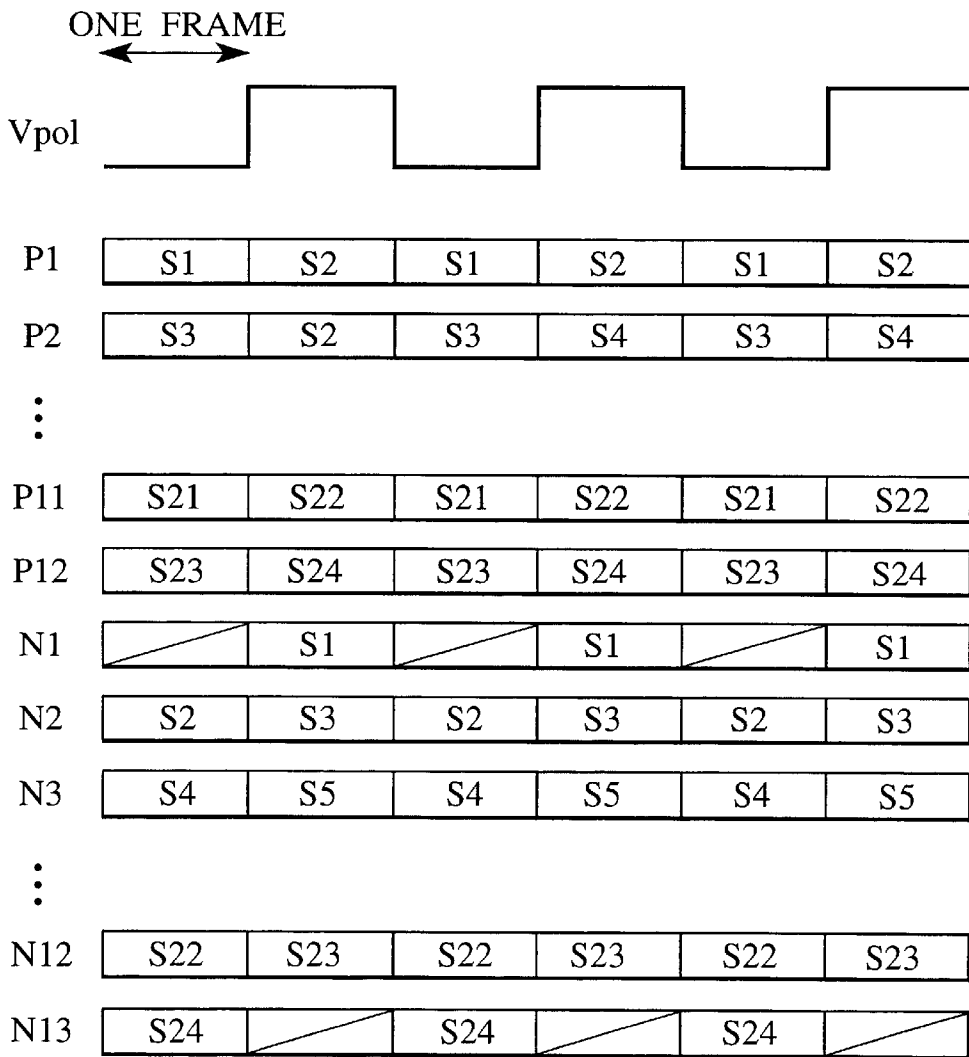 ONE FRAME
Vpol
P1 S1 S2 S1 S2 S1 S2
P2 S3 S2 S3 S4 S3 S4
P11 S21 S22 S21 S22 S21 S22
P12 S23 S24 S23 S24 S23 S24
N1 S1 S1 S1
N2 S2 S3 S2 S3 S2 S3
N3 S4 S5 S4 S5 S4 S5
N12 S22 S23 S22 S23 S22 S23
N13 S24 S24 S24